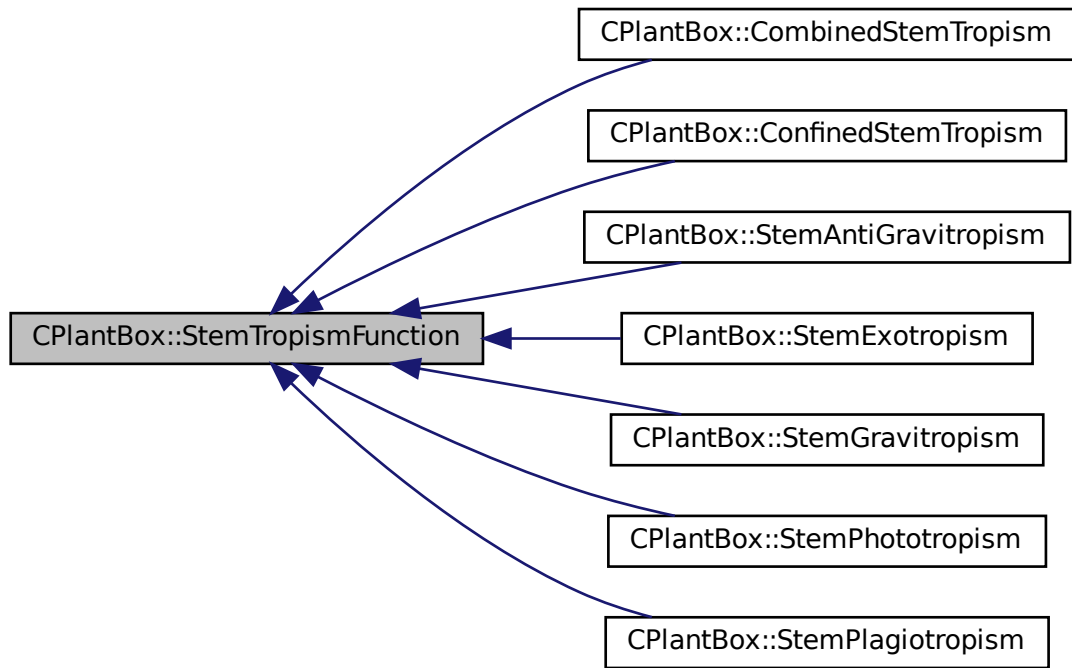 CPlantBox::CombinedStemTropism
CPlantBox::ConfinedStemTropism
CPlantBox::StemAntiGravitropism
CPlantBox::StemTropismFunction
CPlantBox::StemExotropism
CPlantBox::StemGravitropism
CPlantBox::StemPhototropism
CPlantBox::StemPlagiotropism